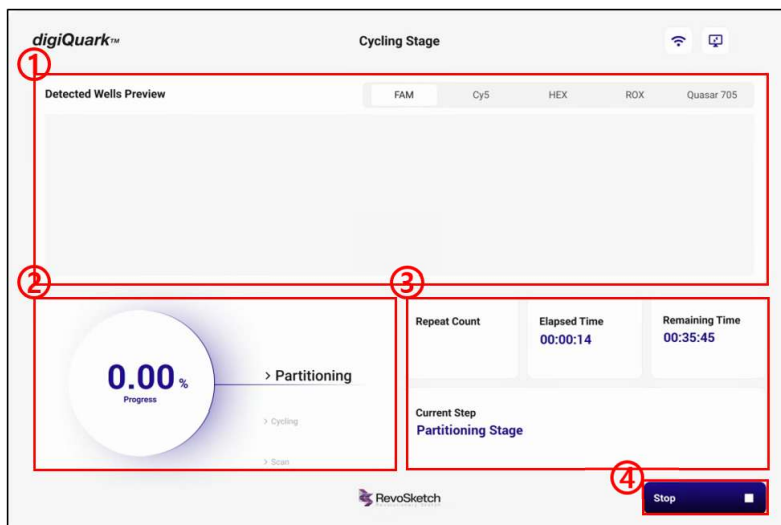 digiQuark™
Cycling Stage
①
Detected Wells Preview
FAM Cy5 HEX ROX Quasar 705
②
0.00 %
Progress
> Partitioning
> Cycling
> Scan
③
Repeat Count
Elapsed Time
00:00:14
Remaining Time
00:35:45
Current Step
Partitioning Stage
④
Stop
RevoSketch